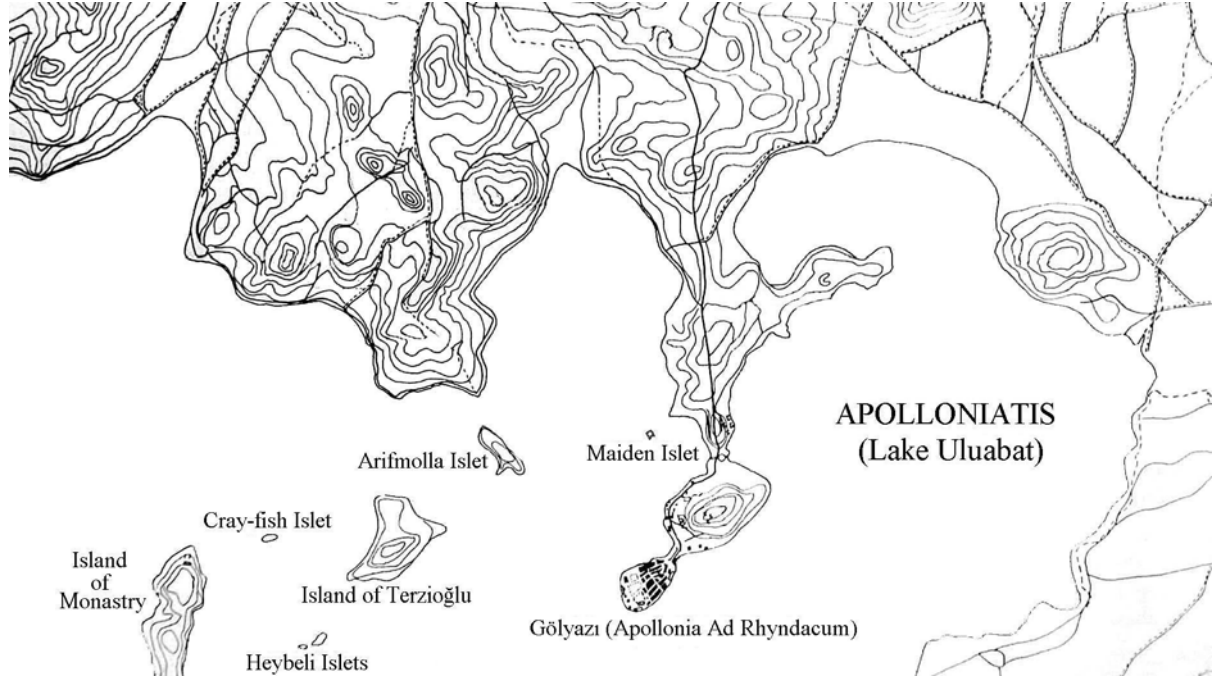 APOLLONIATIS
(Lake Uluabat)
Arifmolla Islet
Maiden Islet
Cray-fish Islet
Island
of
Monastry
Island of Terzioğlu
Gölyazı (Apollonia Ad Rhyndacum)
Heybeli Islets